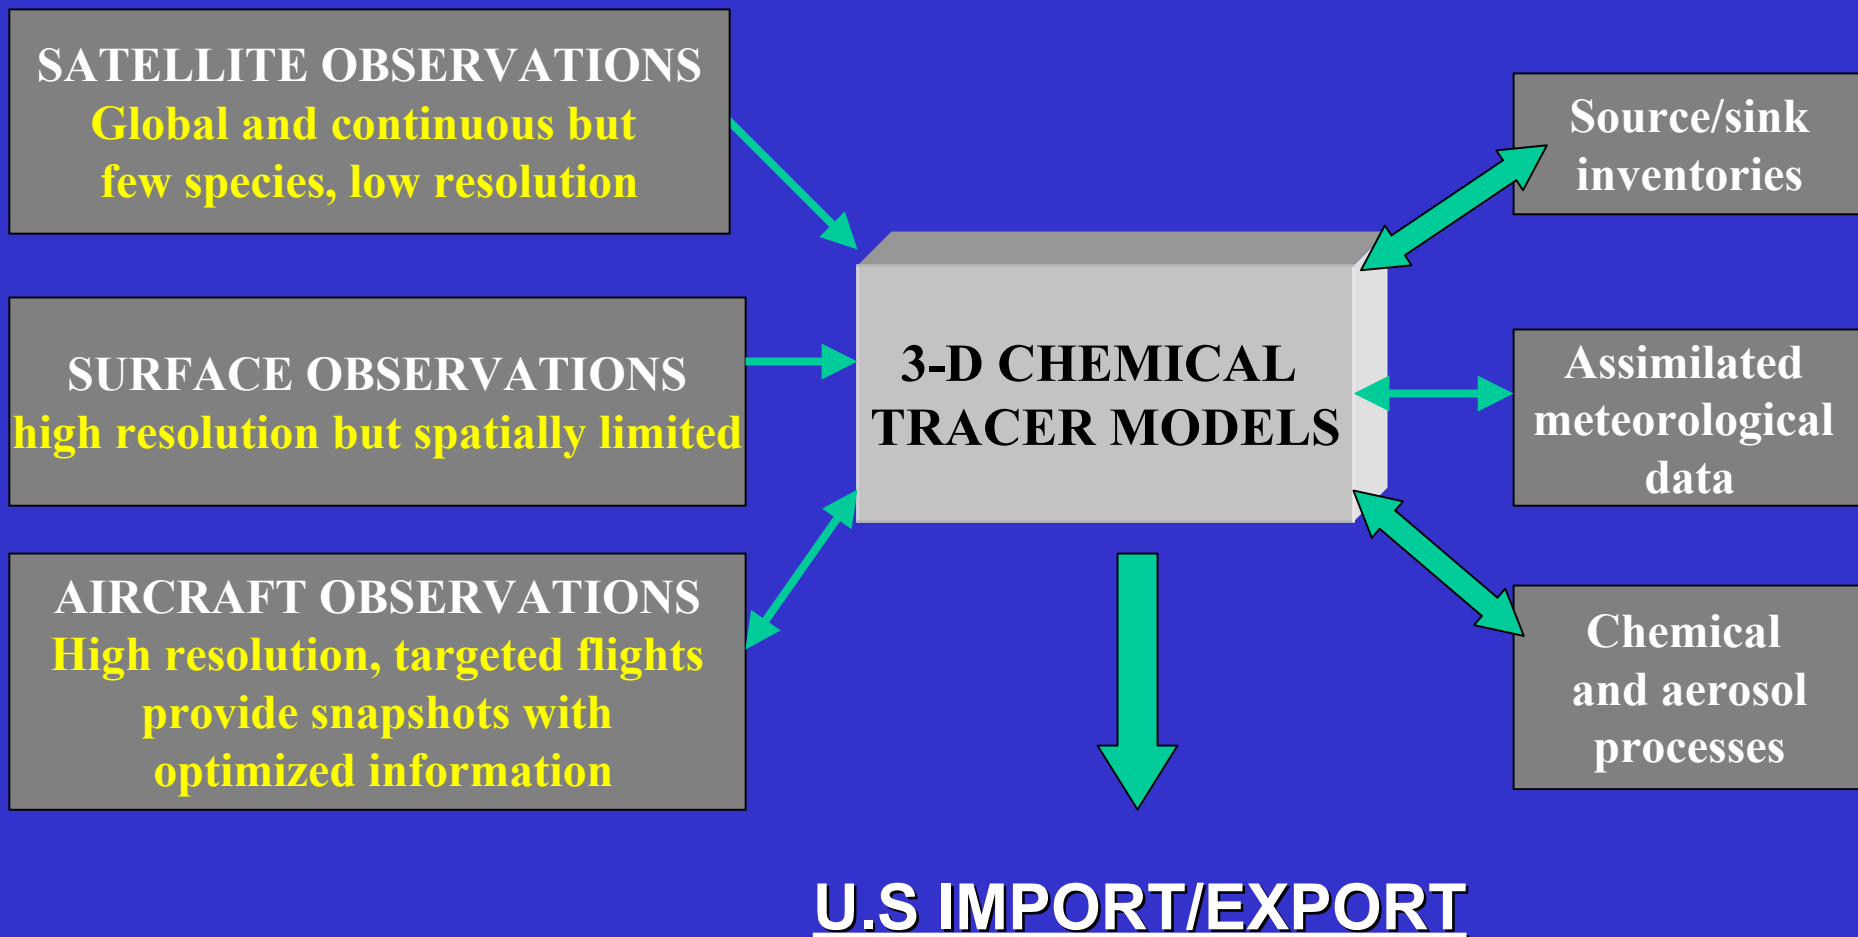 SATELLITE OBSERVATIONS
Global and continuous but
few species, low resolution
SURFACE OBSERVATIONS
high resolution but spatially limited
AIRCRAFT OBSERVATIONS
High resolution, targeted flights
provide snapshots with
optimized information
3-D CHEMICAL
TRACER MODELS
Source/sink
inventories
Assimilated
meteorological
data
Chemical
and aerosol
processes
U.S IMPORT/EXPORT